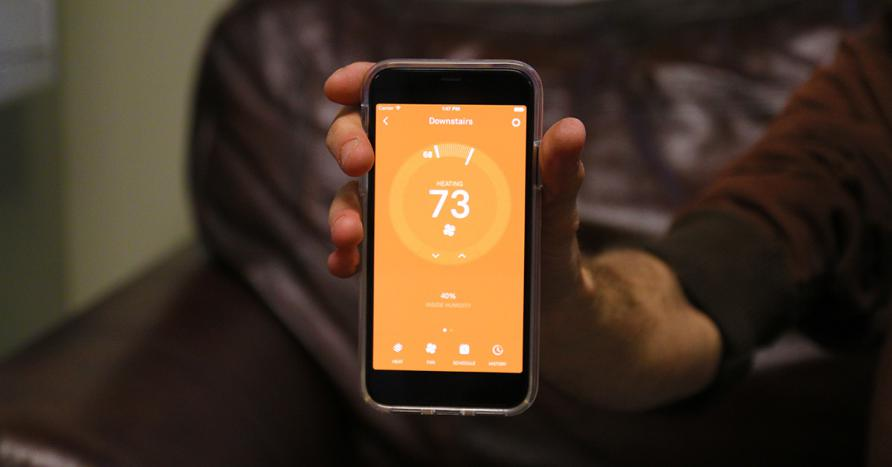 Carrier 1:47 PM
Downstairs
68
HEATING
73
40%
INSIDE HUMIDITY
HEAT FAN SCHEDULE HISTORY